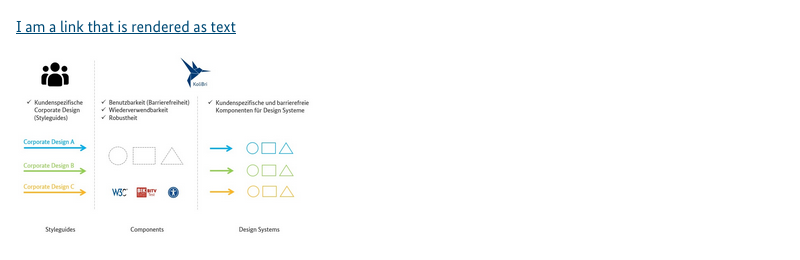 I am a link that is rendered as text
KoliBri
✓ Kundenspezifische
Corporate Design
(Styleguides)
✓ Benutzbarkeit (Barrierefreiheit)
✓ Wiederverwendbarkeit
✓ Robustheit
✓ Kundenspezifische und barrierefreie
Komponenten für Design Systeme
Corporate Design A
Corporate Design B
Corporate Design C
W3C
BIK BITV
Styleguides
Components
Design Systems